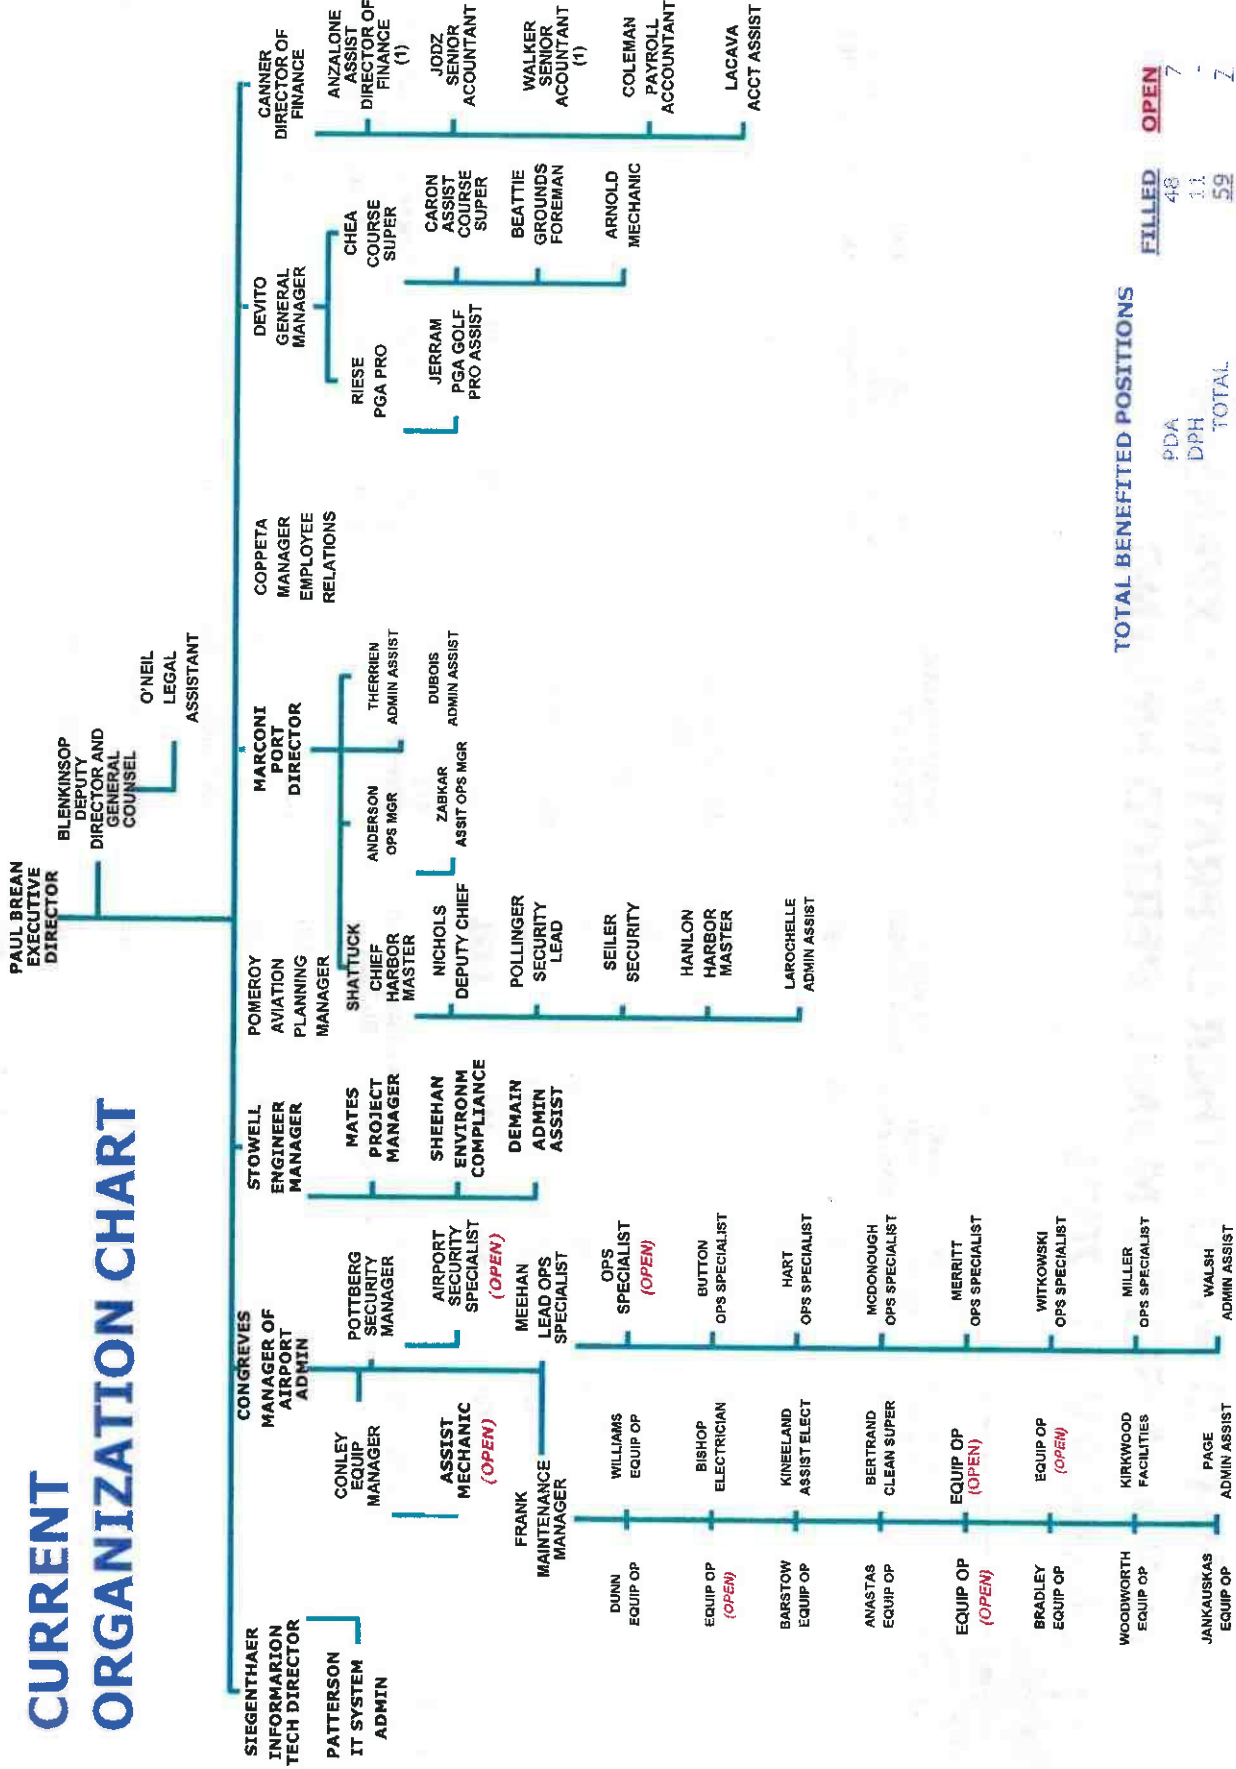 CURRENT
ORGANIZATION CHART
PAUL BREAN
EXECUTIVE
DIRECTOR
BLENKINSOP
DEPUTY
DIRECTOR AND
GENERAL
COUNSEL
O'NEIL
LEGAL
ASSISTANT
SIEGENTHAER
INFORMARION
TECH DIRECTOR
PATTERSON
IT SYSTEM
ADMIN
CONGREVES
MANAGER OF
AIRPORT
ADMIN
CONLEY
EQUIP
MANAGER
ASSIST
MECHANIC
(OPEN)
POTTBERG
SECURITY
MANAGER
AIRPORT
SECURITY
SPECIALIST
(OPEN)
FRANK
MAINTENANCE
MANAGER
DUNN
EQUIP OP
WILLIAMS
EQUIP OP
EQUIP OP
(OPEN)
BISHOP
ELECTRICIAN
BARSTOW
EQUIP OP
KINEELAND
ASSIST ELECT
ANASTAS
EQUIP OP
BERTRAND
CLEAN SUPER
EQUIP OP
(OPEN)
EQUIP OP
(OPEN)
BRADLEY
EQUIP OP
EQUIP OP
(OPEN)
WOODWORTH
EQUIP OP
KIRKWOOD
FACILITIES
JANKAUSKAS
EQUIP OP
PAGE
ADMIN ASSIST
MEEHAN
LEAD OPS
SPECIALIST
OPS
SPECIALIST
(OPEN)
BUTTON
OPS SPECIALIST
HART
OPS SPECIALIST
MCDONOUGH
OPS SPECIALIST
MERRITT
OPS SPECIALIST
WITKOWSKI
OPS SPECIALIST
MILLER
OPS SPECIALIST
WALSH
ADMIN ASSIST
STOWELL
ENGINEER
MANAGER
MATES
PROJECT
MANAGER
SHEEHAN
ENVIRONM
COMPLIANCE
DEMAIN
ADMIN
ASSIST
POMEROY
AVIATION
PLANNING
MANAGER
MARCONI
PORT
DIRECTOR
SHATTUCK
CHIEF
HARBOR
MASTER
NICHOLS
DEPUTY CHIEF
POLLINGER
SECURITY
LEAD
SEILER
SECURITY
HANLON
HARBOR
MASTER
LAROCHELLE
ADMIN ASSIST
ANDERSON
OPS MGR
ZABKAR
ASSIT OPS MGR
THERRIEN
ADMIN ASSIST
DUBOIS
ADMIN ASSIST
COPPETA
MANAGER
EMPLOYEE
RELATIONS
DEVITO
GENERAL
MANAGER
RIESE
PGA PRO
JERRAM
PGA GOLF
PRO ASSIST
CHEA
COURSE
SUPER
CARON
ASSIST
COURSE
SUPER
BEATTIE
GROUNDS
FOREMAN
ARNOLD
MECHANIC
CANNER
DIRECTOR OF
FINANCE
ANZALONE
ASSIST
DIRECTOR OF
FINANCE
(1)
JODZ
SENIOR
ACOUNTANT
WALKER
SENIOR
ACOUNTANT
(1)
COLEMAN
PAYROLL
ACCOUNTANT
LACAVA
ACCT ASSIST
TOTAL BENEFITED POSITIONS
FILLED OPEN
PDA 48 7
DPH 11 -
TOTAL 59 7